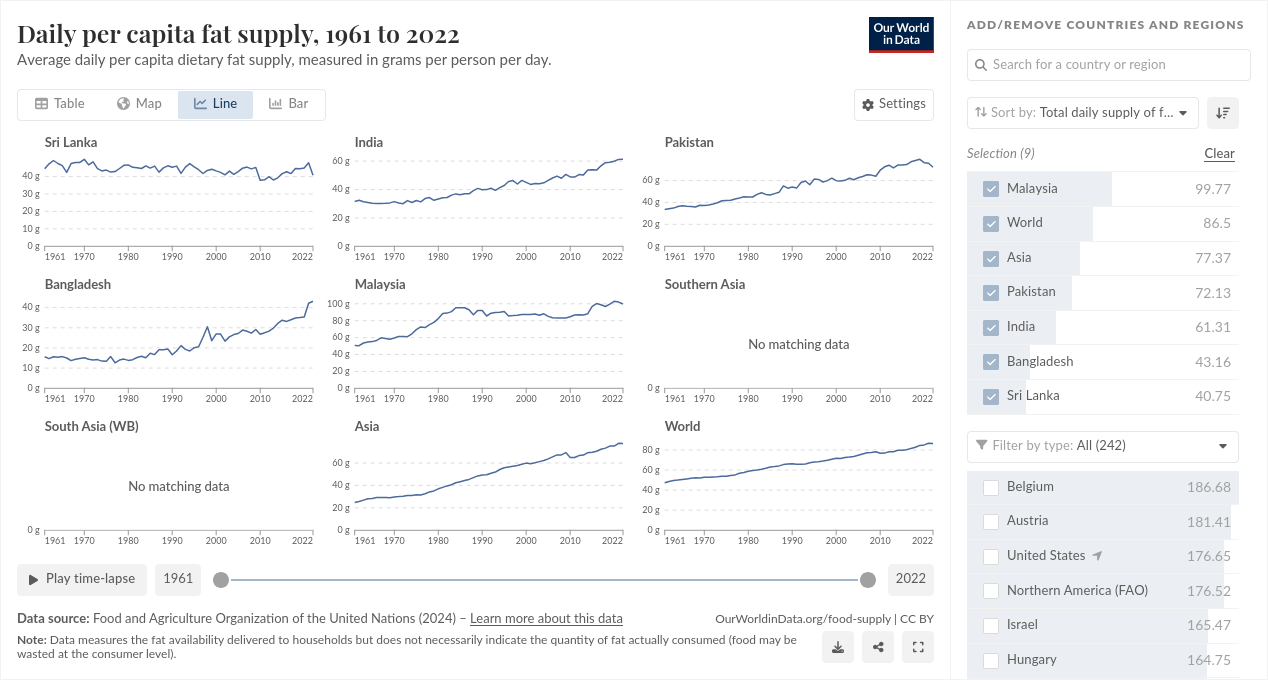 Daily per capita fat supply, 1961 to 2022
Average daily per capita dietary fat supply, measured in grams per person per day.
Our World
in Data
Table
Map
Line
Bar
Settings
Sri Lanka
40 g
30 g
20 g
10 g
0 g
1961 1970 1980 1990 2000 2010 2022
India
60 g
40 g
20 g
0 g
1961 1970 1980 1990 2000 2010 2022
Pakistan
60 g
40 g
20 g
0 g
1961 1970 1980 1990 2000 2010 2022
Bangladesh
40 g
30 g
20 g
10 g
0 g
1961 1970 1980 1990 2000 2010 2022
Malaysia
100 g
80 g
60 g
40 g
20 g
0 g
1961 1970 1980 1990 2000 2010 2022
Southern Asia
No matching data
0 g
1961 1970 1980 1990 2000 2010 2022
South Asia (WB)
No matching data
0 g
1961 1970 1980 1990 2000 2010 2022
Asia
60 g
40 g
20 g
0 g
1961 1970 1980 1990 2000 2010 2022
World
80 g
60 g
40 g
20 g
0 g
1961 1970 1980 1990 2000 2010 2022
Play time-lapse
1961
2022
Data source: Food and Agriculture Organization of the United Nations (2024) – Learn more about this data
OurWorldinData.org/food-supply | CC BY
Note: Data measures the fat availability delivered to households but does not necessarily indicate the quantity of fat actually consumed (food may be
wasted at the consumer level).
ADD/REMOVE COUNTRIES AND REGIONS
Search for a country or region
Sort by: Total daily supply of f...
Selection (9)
Clear
Malaysia 99.77
World 86.5
Asia 77.37
Pakistan 72.13
India 61.31
Bangladesh 43.16
Sri Lanka 40.75
Filter by type: All (242)
Belgium 186.68
Austria 181.41
United States 176.65
Northern America (FAO) 176.52
Israel 165.47
Hungary 164.75